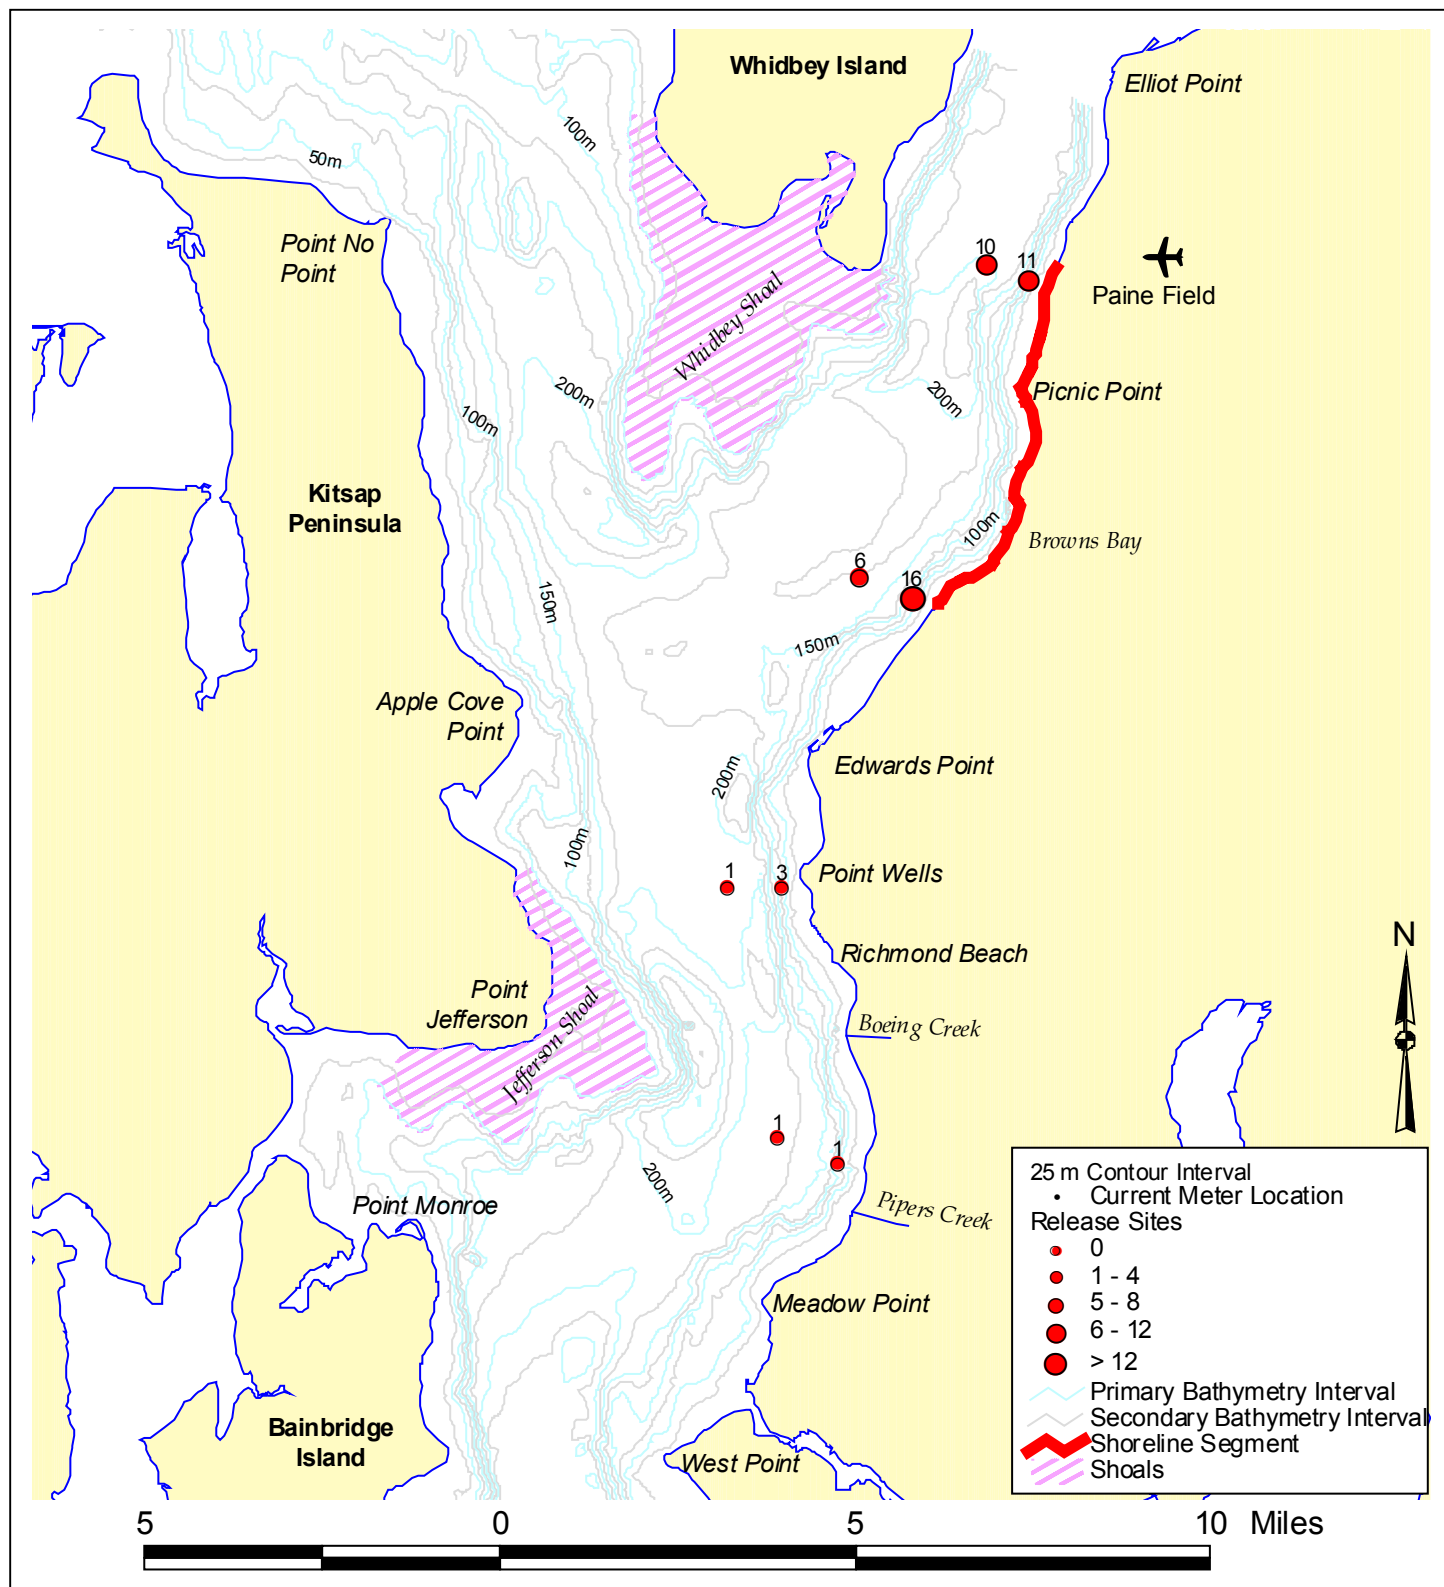 Whidbey Island
Elliot Point
100m
50m
Point No
Point
10
11
Paine Field
Whidbey Shoal
200m
200m
Picnic Point
100m
Kitsap
Peninsula
100m
Browns Bay
6
16
150m
150m
Apple Cove
Point
200m
Edwards Point
100m
1
3
Point Wells
N
Richmond Beach
Point
Jefferson
Jefferson Shoal
Boeing Creek
1
1
200m
Point Monroe
Pipers Creek
Meadow Point
Bainbridge
Island
West Point
25 m Contour Interval
Current Meter Location
Release Sites
0
1 - 4
5 - 8
6 - 12
> 12
Primary Bathymetry Interval
Secondary Bathymetry Interval
Shoreline Segment
Shoals
5 0 5 10 Miles